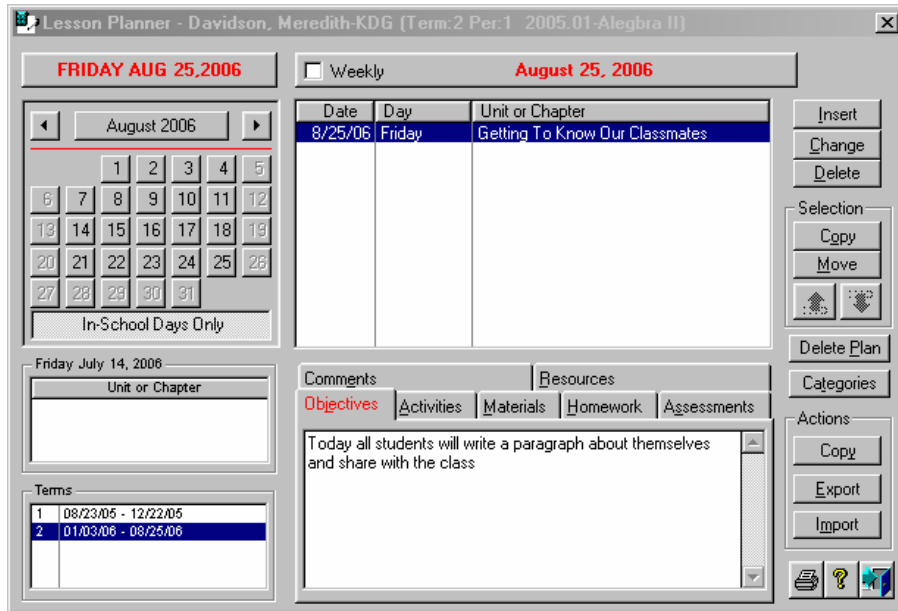 Lesson Planner - Davidson, Meredith-KDG (Term:2 Per:1 2005.01-Alegbra II)
FRIDAY AUG 25,2006
Weekly August 25, 2006
August 2006
1 2 3 4 5
6 7 8 9 10 11 12
13 14 15 16 17 18 19
20 21 22 23 24 25 26
27 28 29 30 31
In-School Days Only
Date Day Unit or Chapter
8/25/06 Friday Getting To Know Our Classmates
Insert
Change
Delete
Selection
Copy
Move
Delete Plan
Categories
Actions
Copy
Export
Import
Friday July 14, 2006
Unit or Chapter
Terms
1 08/23/05 - 12/22/05
2 01/03/06 - 08/25/06
Comments Resources
Objectives Activities Materials Homework Assessments
Today all students will write a paragraph about themselves
and share with the class
?